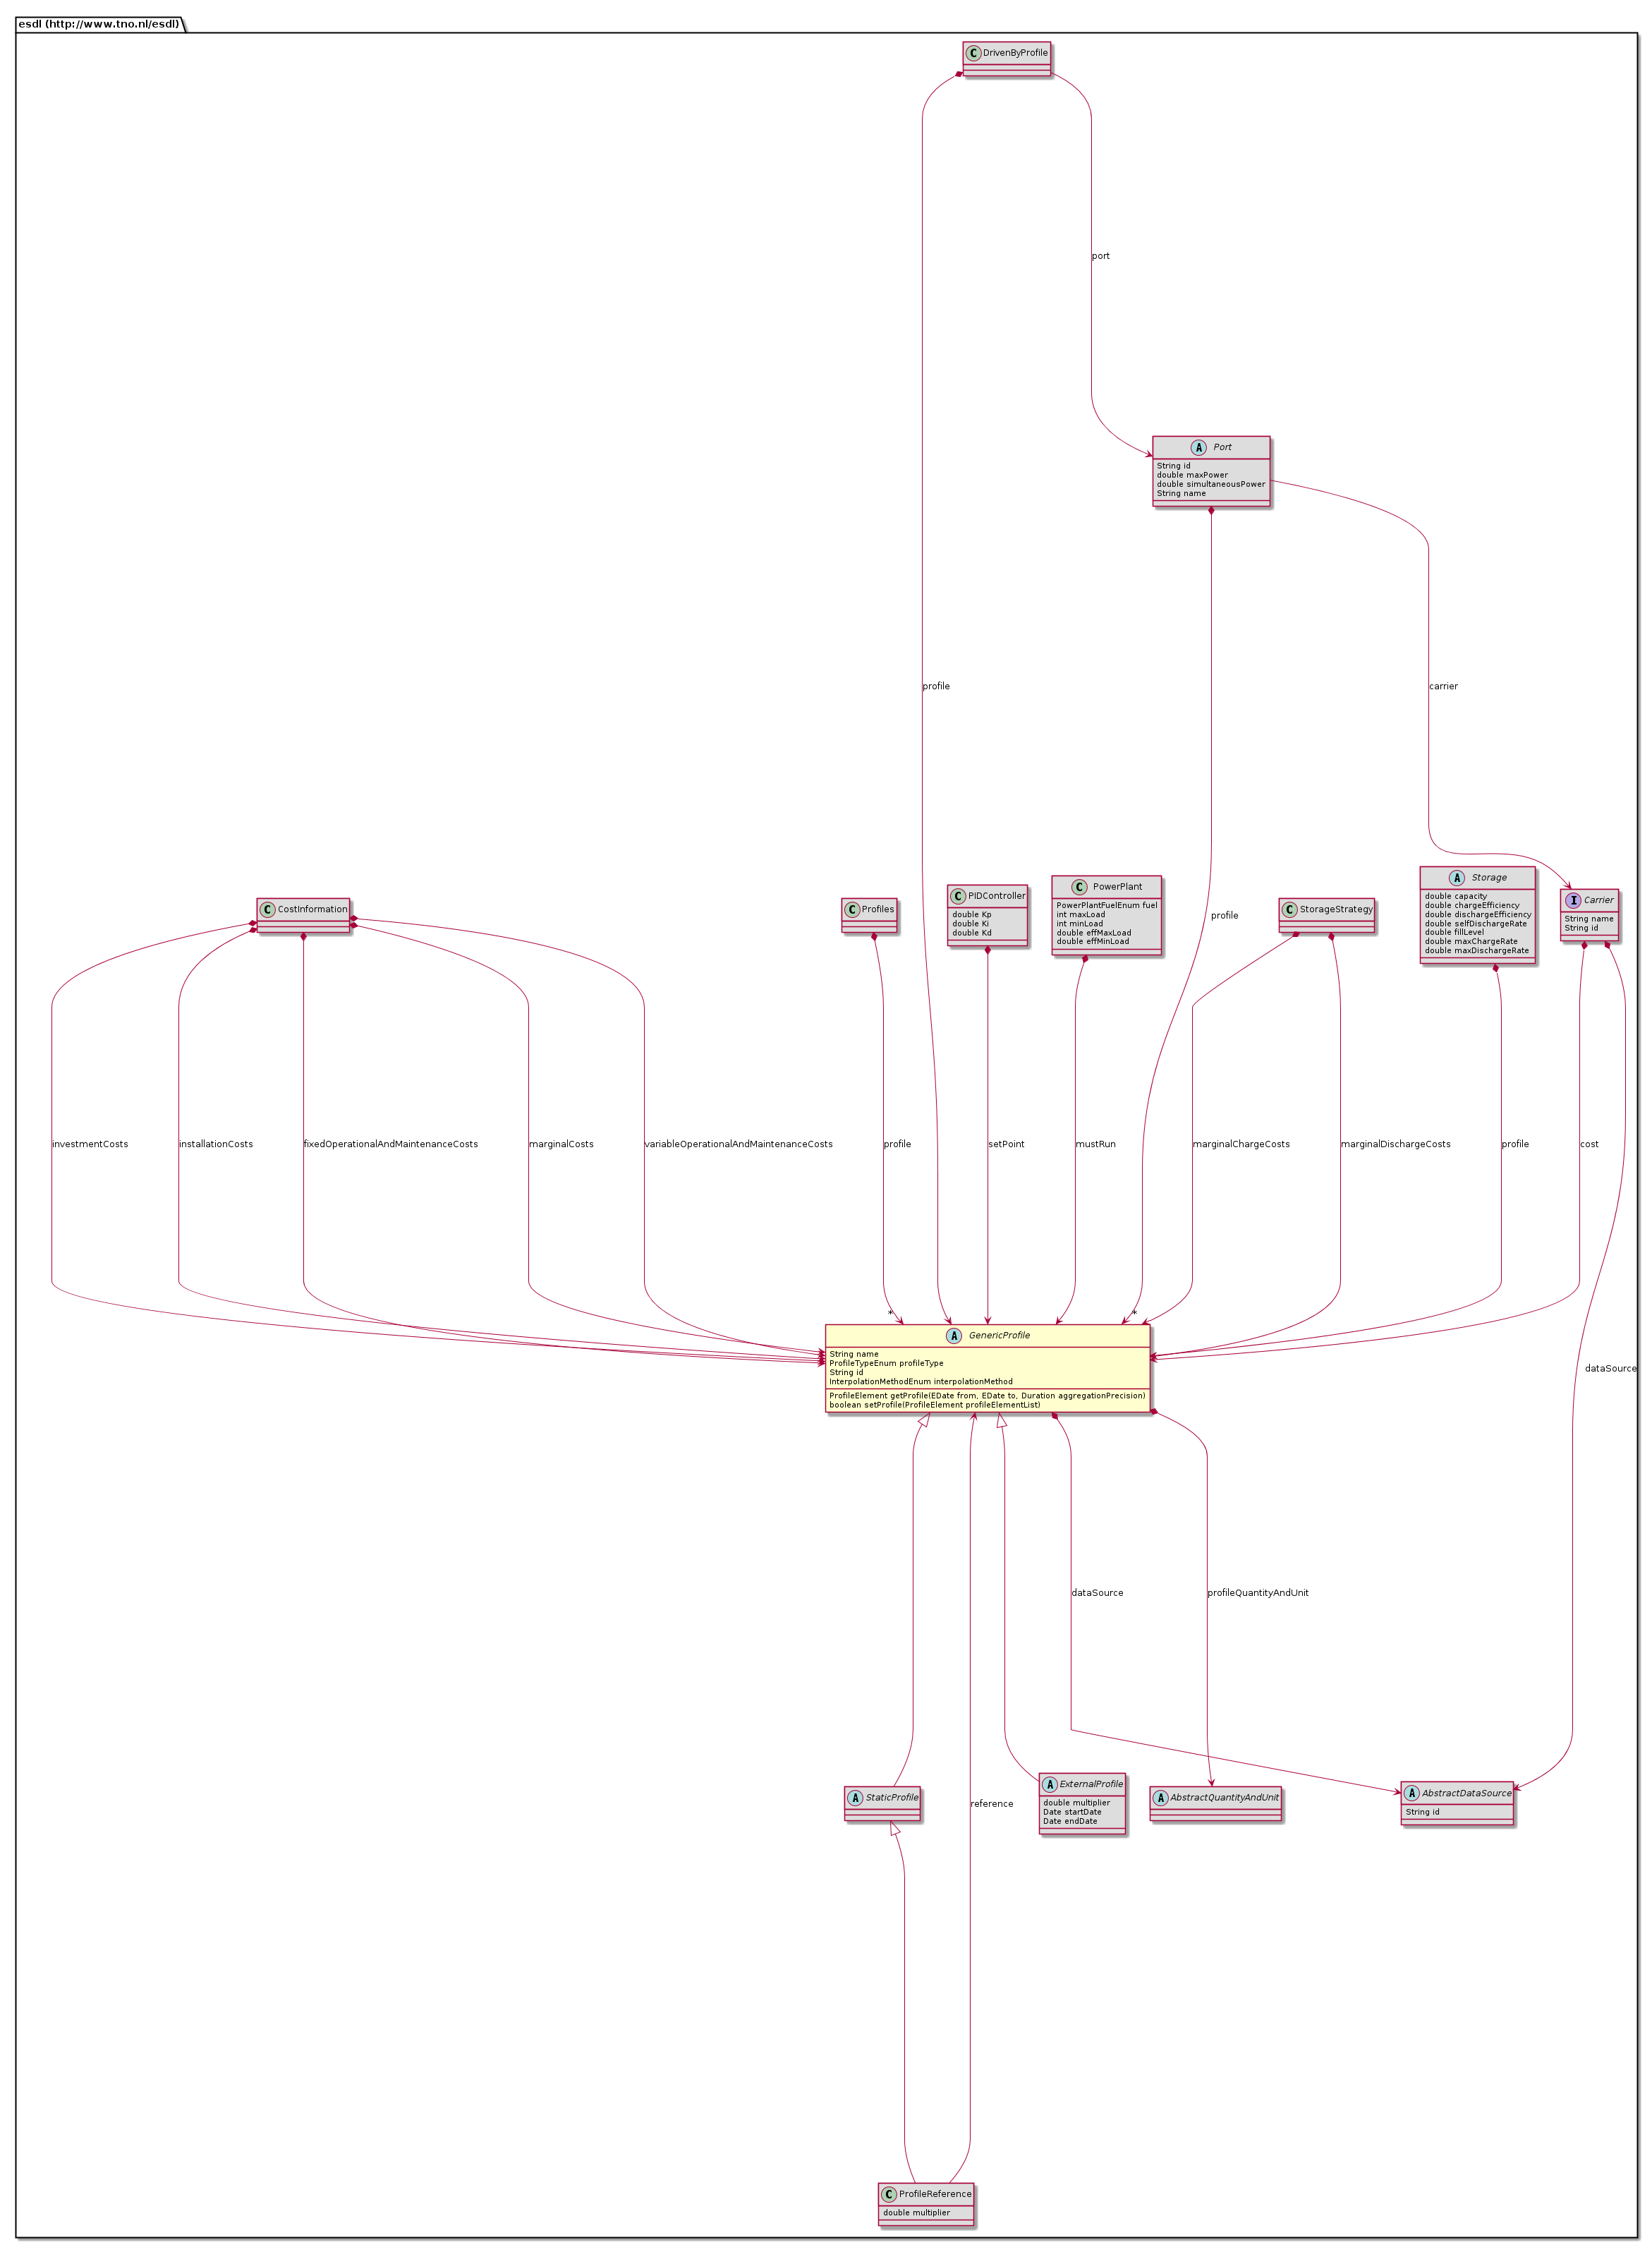 esdl (http://www.tno.nl/esdl)
C DrivenByProfile
port
A Port
String id
double maxPower
double simultaneousPower
String name
profile
carrier
C CostInformation
C Profiles
C PIDController
double Kp
double Ki
double Kd
C PowerPlant
PowerPlantFuelEnum fuel
int maxLoad
int minLoad
double effMaxLoad
double effMinLoad
profile
C StorageStrategy
A Storage
double capacity
double chargeEfficiency
double dischargeEfficiency
double selfDischargeRate
double fillLevel
double maxChargeRate
double maxDischargeRate
I Carrier
String name
String id
investmentCosts
installationCosts
fixedOperationalAndMaintenanceCosts
marginalCosts
variableOperationalAndMaintenanceCosts
profile
setPoint
mustRun
marginalChargeCosts
marginalDischargeCosts
profile
cost
*
*
A GenericProfile
String name
ProfileTypeEnum profileType
String id
InterpolationMethodEnum interpolationMethod
ProfileElement getProfile(EDate from, EDate to, Duration aggregationPrecision)
boolean setProfile(ProfileElement profileElementList)
dataSource
dataSource
profileQuantityAndUnit
A StaticProfile
reference
A ExternalProfile
double multiplier
Date startDate
Date endDate
A AbstractQuantityAndUnit
A AbstractDataSource
String id
C ProfileReference
double multiplier